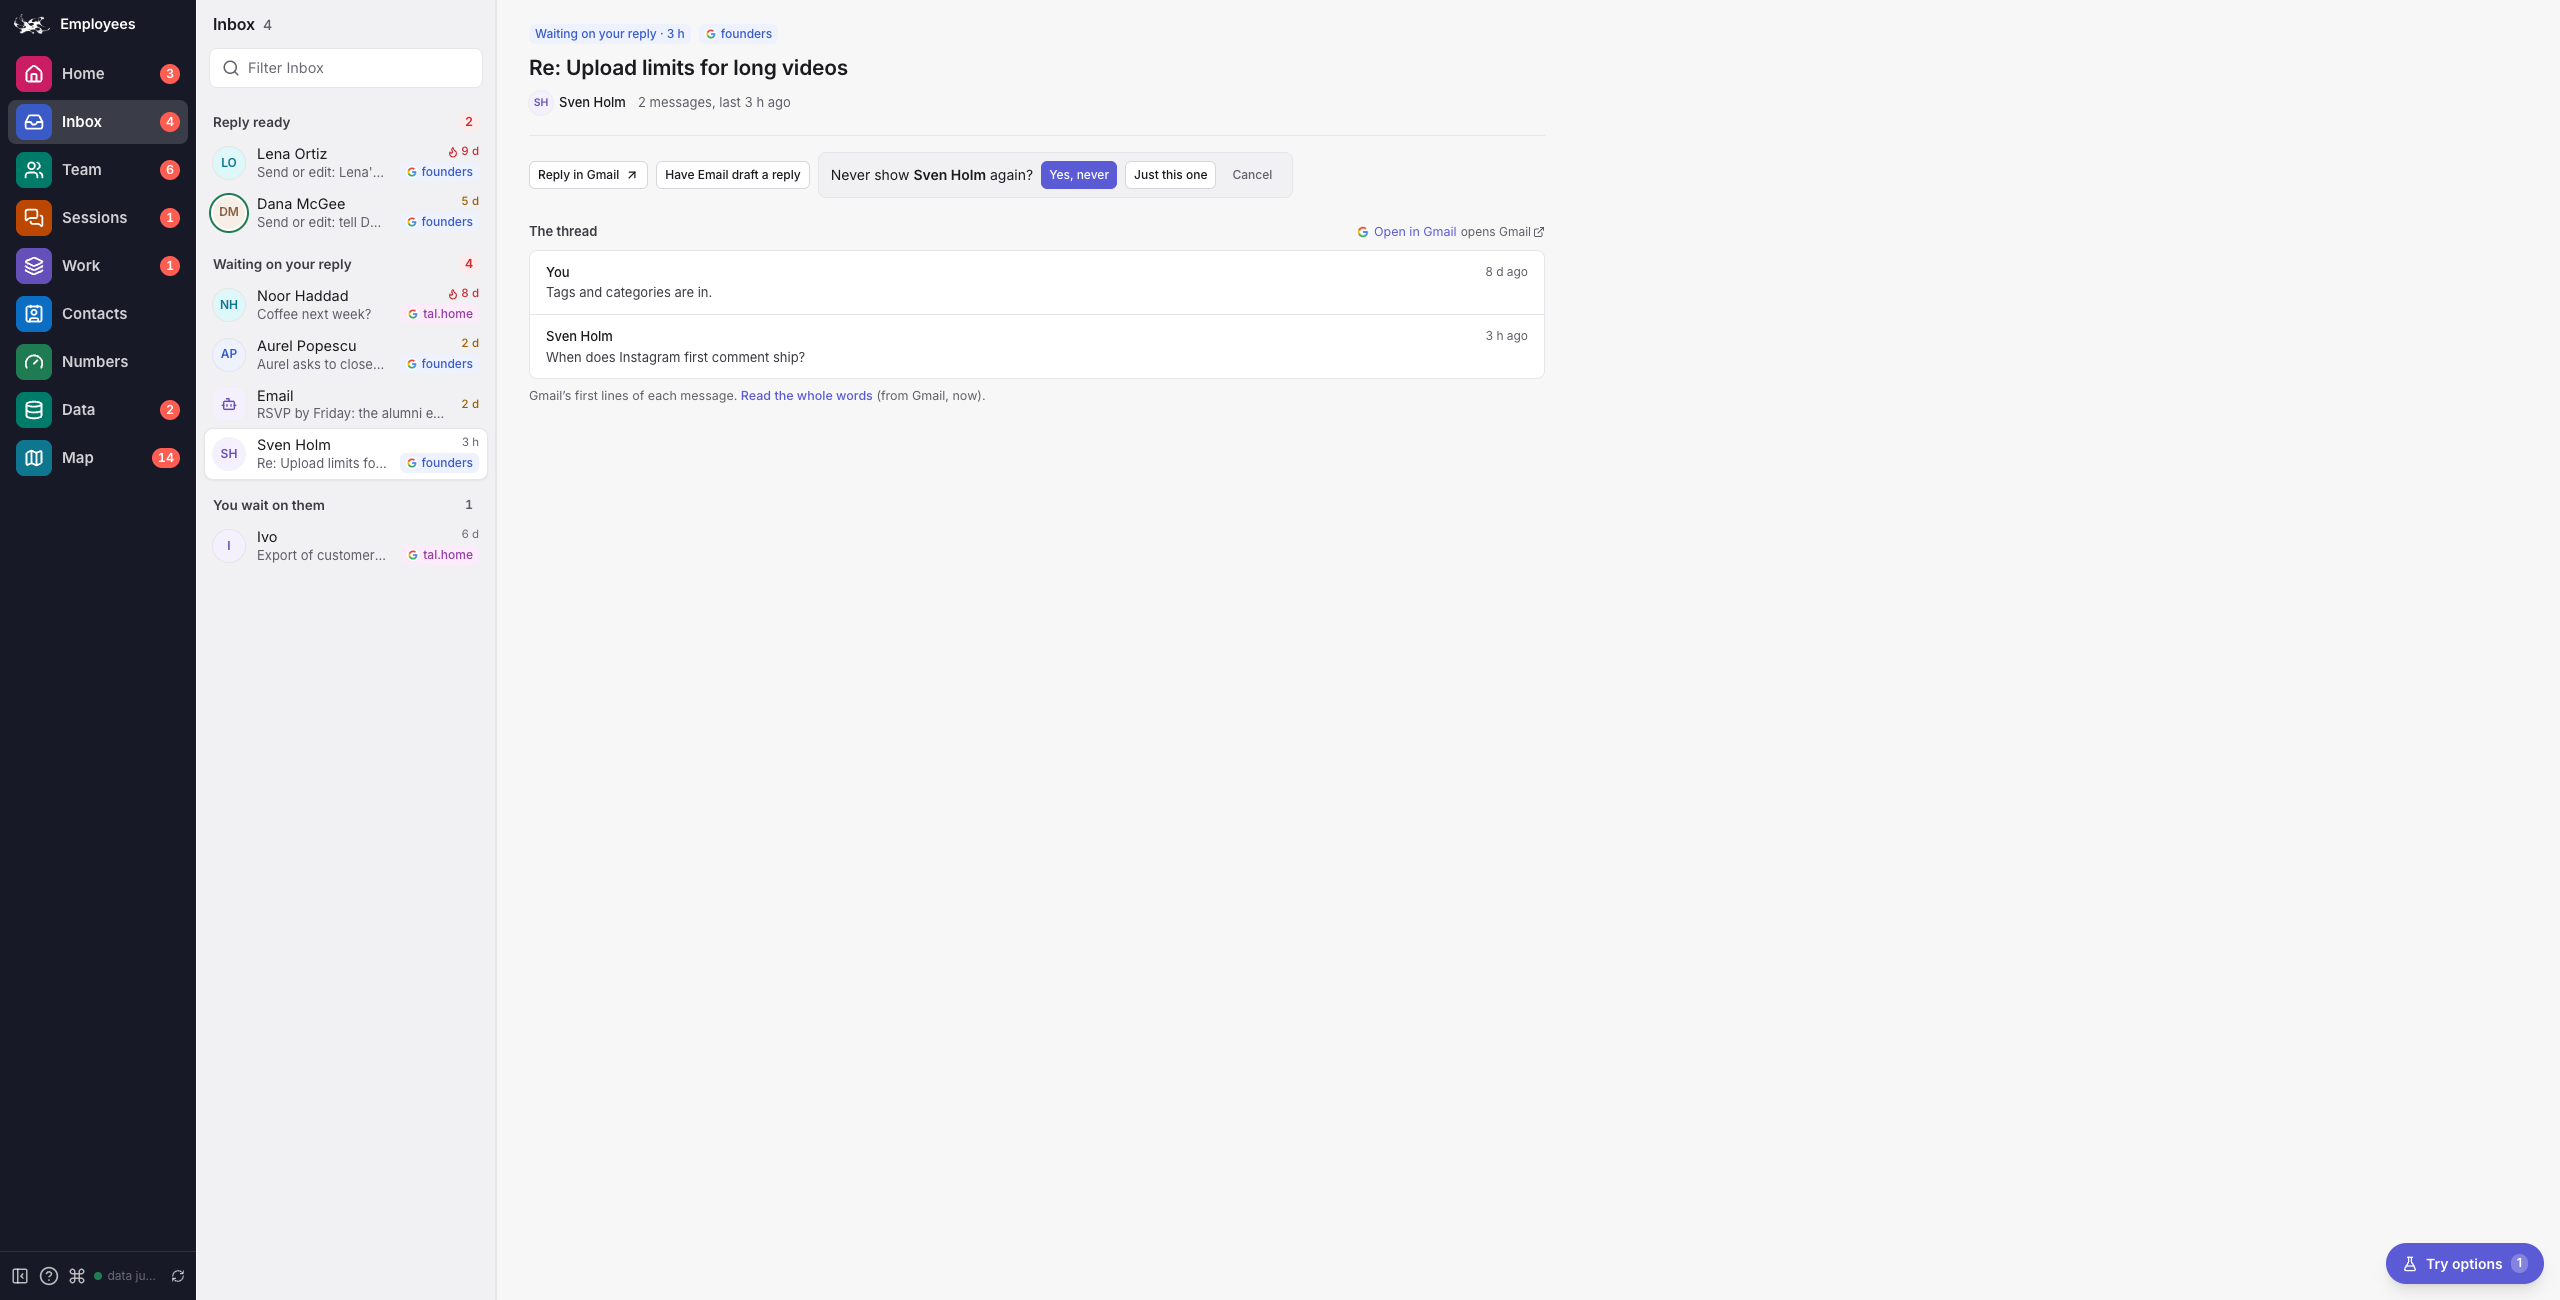 Employees
Home 3
Inbox 4
Team 6
Sessions 1
Work 1
Contacts
Numbers
Data 2
Map 14
data ju...
Inbox 4
Filter Inbox
Reply ready 2
LO Lena Ortiz 9 d
Send or edit: Lena'... founders
DM Dana McGee 5 d
Send or edit: tell D... founders
Waiting on your reply 4
NH Noor Haddad 8 d
Coffee next week? tal.home
AP Aurel Popescu 2 d
Aurel asks to close... founders
Email 2 d
RSVP by Friday: the alumni e...
SH Sven Holm 3 h
Re: Upload limits fo... founders
You wait on them 1
I Ivo 6 d
Export of customer... tal.home
Waiting on your reply · 3 h founders
Re: Upload limits for long videos
SH Sven Holm 2 messages, last 3 h ago
Reply in Gmail Have Email draft a reply Never show Sven Holm again? Yes, never Just this one Cancel
The thread Open in Gmail opens Gmail
You 8 d ago
Tags and categories are in.
Sven Holm 3 h ago
When does Instagram first comment ship?
Gmail’s first lines of each message. Read the whole words (from Gmail, now).
Try options 1